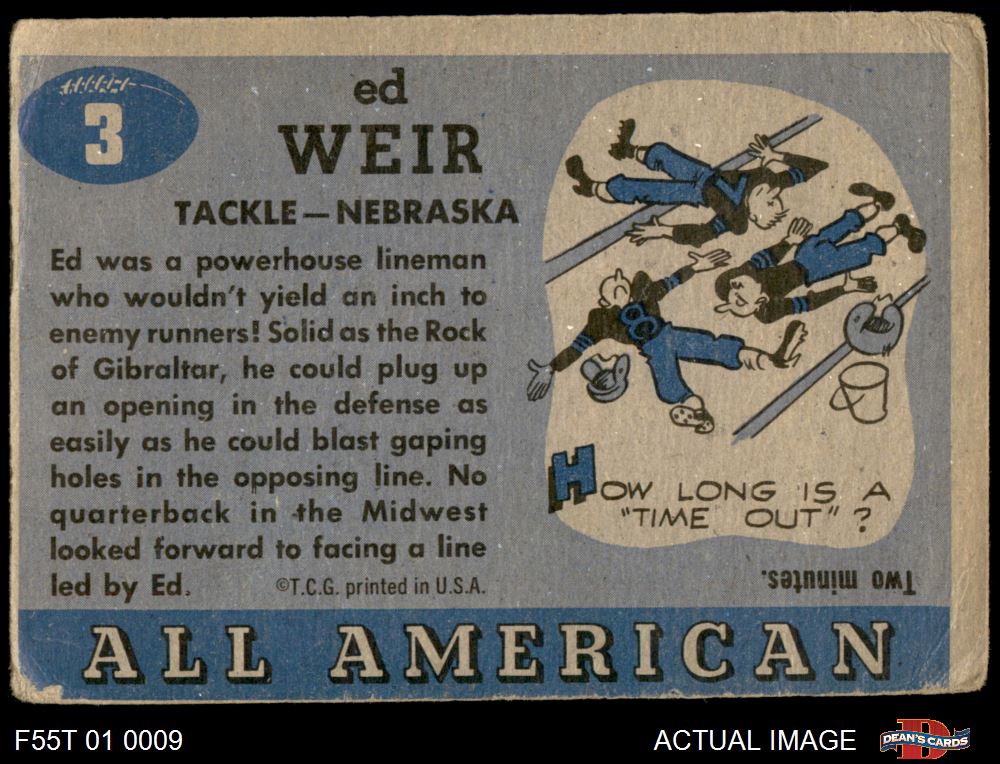 3
ed
WEIR
TACKLE—NEBRASKA
Ed was a powerhouse lineman
who wouldn't yield an inch to
enemy runners! Solid as the Rock
of Gibraltar, he could plug up
an opening in the defense as
easily as he could blast gaping
holes in the opposing line. No
quarterback in the Midwest
looked forward to facing a line
led by Ed.
©T.C.G. printed in U.S.A.
HOW LONG IS A
"TIME OUT"?
Two minutes.
ALL AMERICAN
F55T 01 0009
ACTUAL IMAGE
D
DEAN'S CARDS